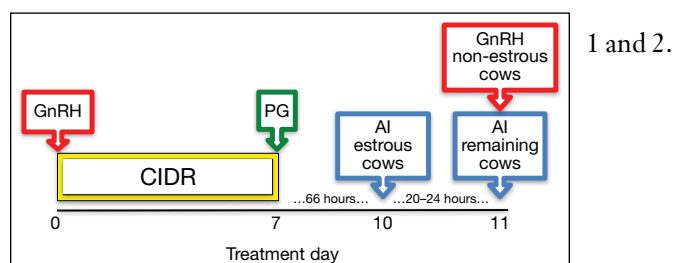 1 and 2.
GnRH
non-estrous
cows
GnRH
PG
AI
estrous
cows
AI
remaining
cows
CIDR
...66 hours...
...20–24 hours...
0
7
10
11
Treatment day